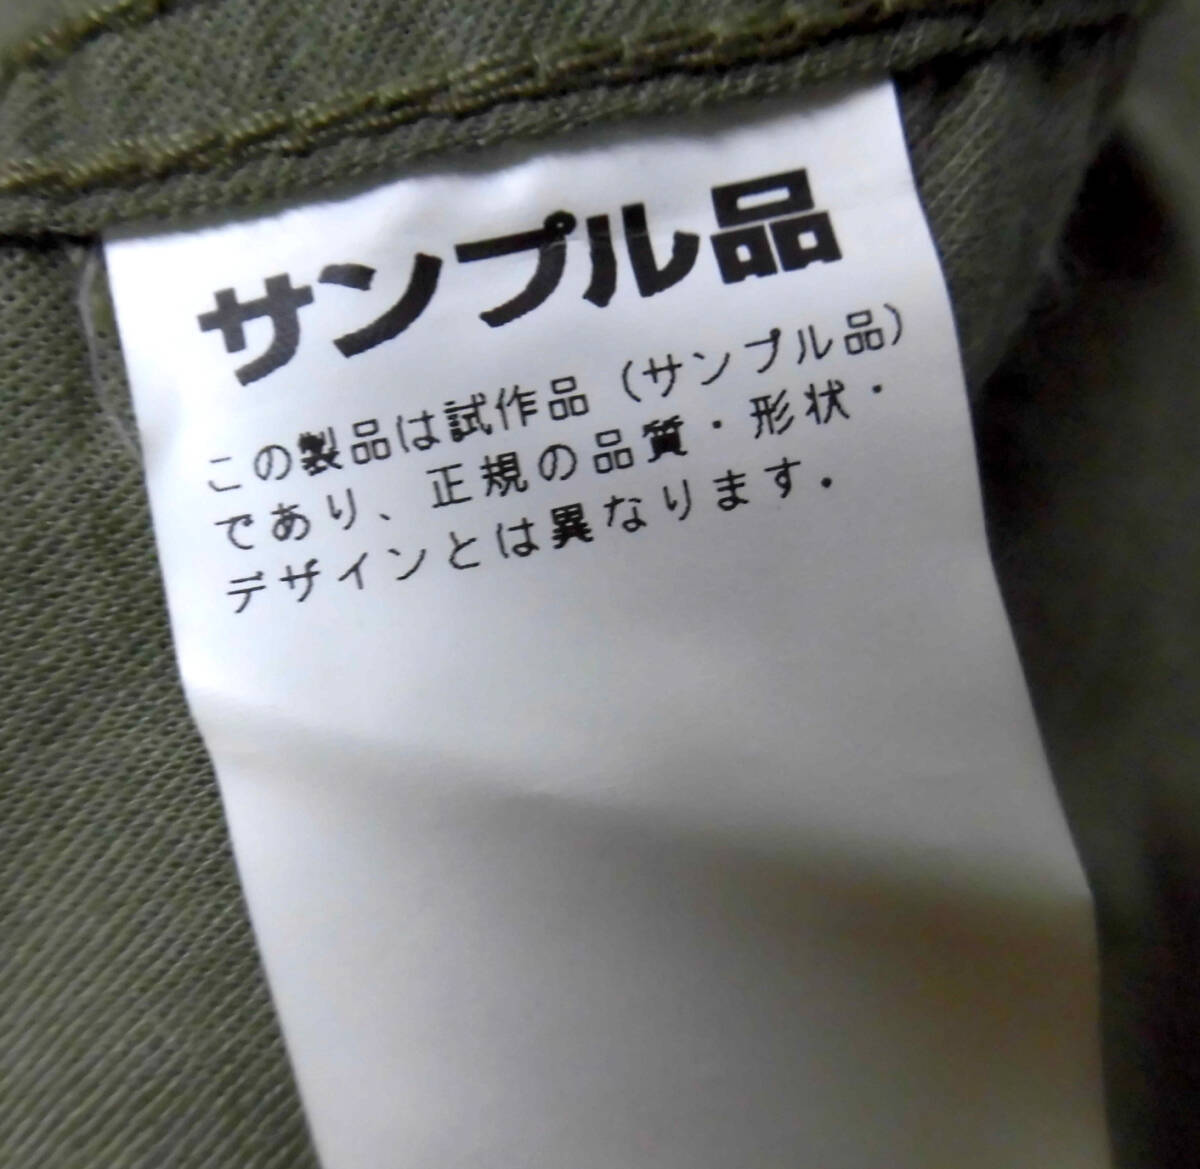 サンプル品
この製品は試作品（サンプル品）
であり、正規の品質・形状・
デザインとは異なります.